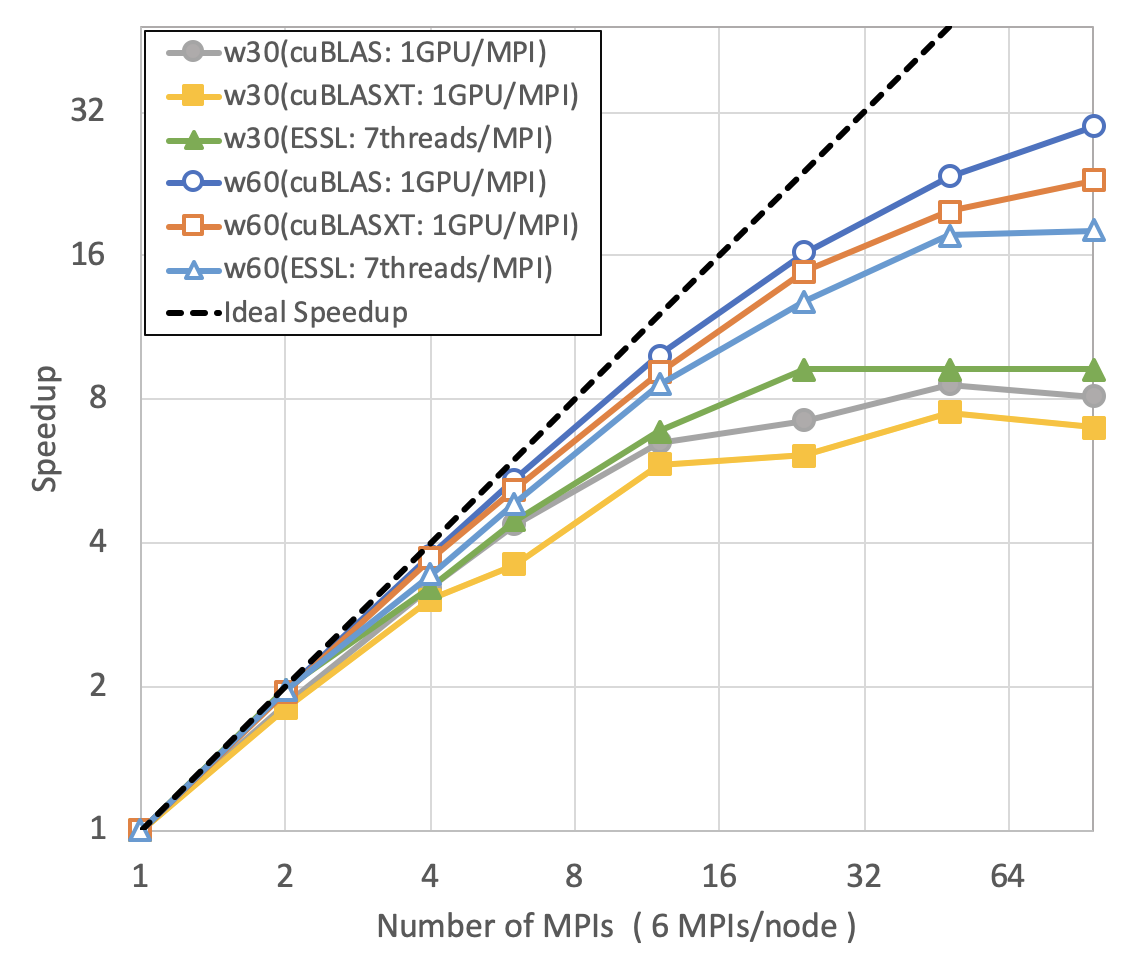 w30(cuBLAS: 1GPU/MPI)
w30(cuBLASXT: 1GPU/MPI)
w30(ESSL: 7threads/MPI)
w60(cuBLAS: 1GPU/MPI)
w60(cuBLASXT: 1GPU/MPI)
w60(ESSL: 7threads/MPI)
Ideal Speedup
Speedup
32
16
8
4
2
1
1 2 4 8 16 32 64
Number of MPIs ( 6 MPIs/node )